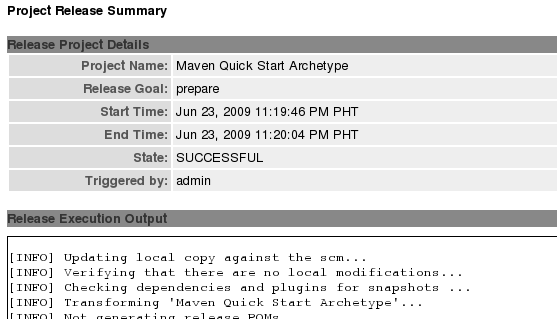 Project Release Summary
Release Project Details
Project Name: Maven Quick Start Archetype
Release Goal: prepare
Start Time: Jun 23, 2009 11:19:46 PM PHT
End Time: Jun 23, 2009 11:20:04 PM PHT
State: SUCCESSFUL
Triggered by: admin
Release Execution Output
[INFO] Updating local copy against the scm...
[INFO] Verifying that there are no local modifications...
[INFO] Checking dependencies and plugins for snapshots ...
[INFO] Transforming 'Maven Quick Start Archetype'...
[INFO] Not generating release POMs